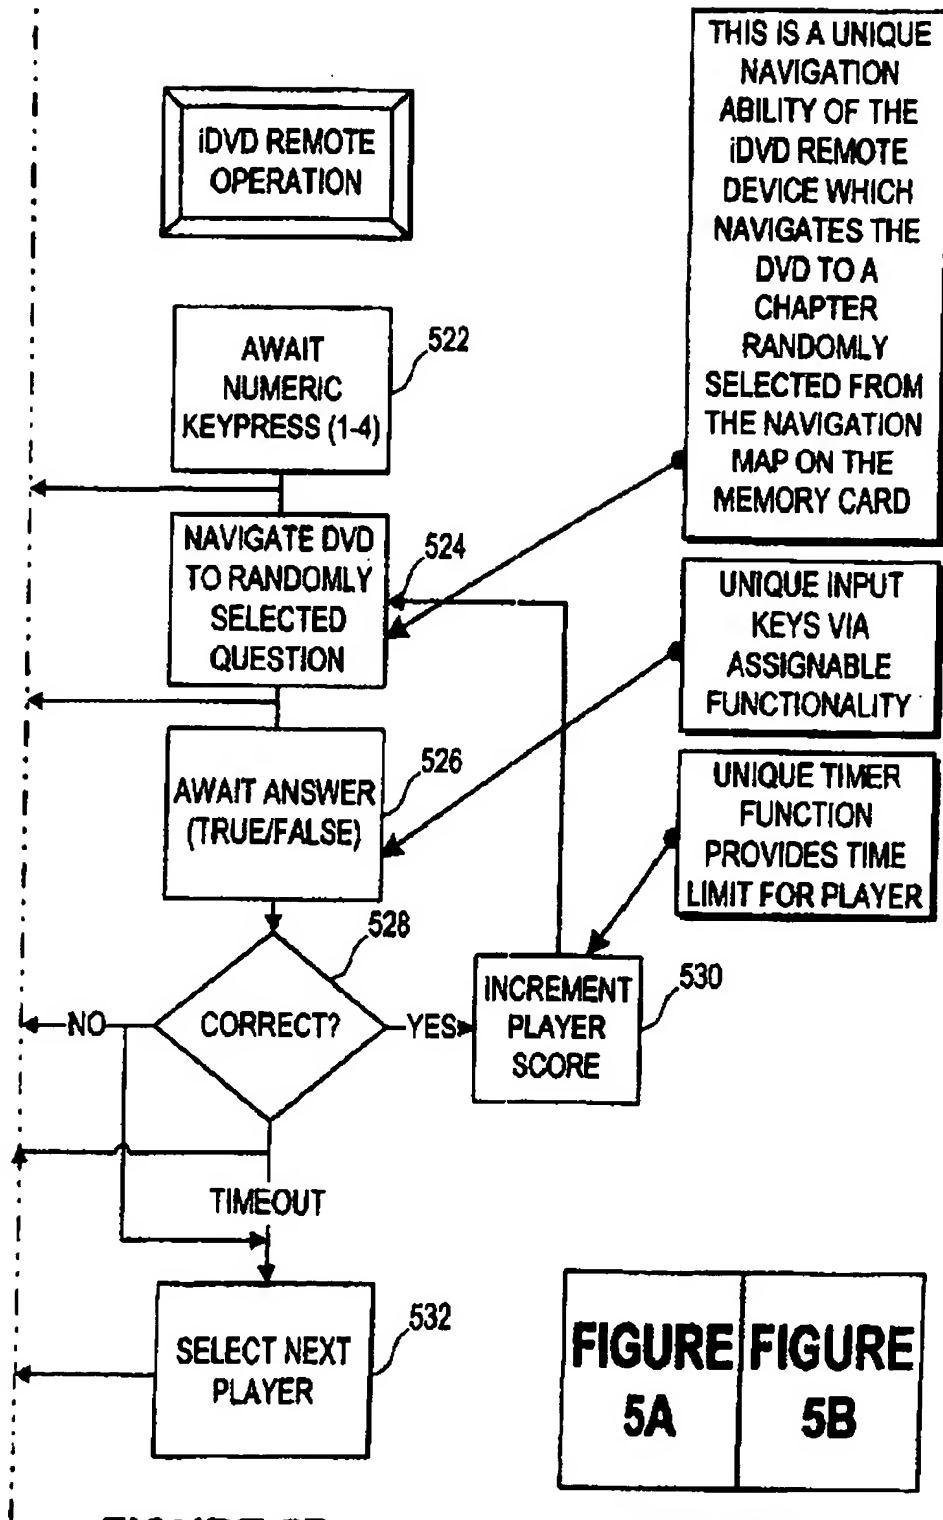 iDVD REMOTE
OPERATION
THIS IS A UNIQUE
NAVIGATION
ABILITY OF THE
iDVD REMOTE
DEVICE WHICH
NAVIGATES THE
DVD TO A
CHAPTER
RANDOMLY
SELECTED FROM
THE NAVIGATION
MAP ON THE
MEMORY CARD
AWAIT
NUMERIC
KEYPRESS (1-4)
522
NAVIGATE DVD
TO RANDOMLY
SELECTED
QUESTION
524
UNIQUE INPUT
KEYS VIA
ASSIGNABLE
FUNCTIONALITY
AWAIT ANSWER
(TRUE/FALSE)
526
UNIQUE TIMER
FUNCTION
PROVIDES TIME
LIMIT FOR PLAYER
528
NO
CORRECT?
YES
INCREMENT
PLAYER
SCORE
530
TIMEOUT
SELECT NEXT
PLAYER
532
FIGURE
5A
FIGURE
5B